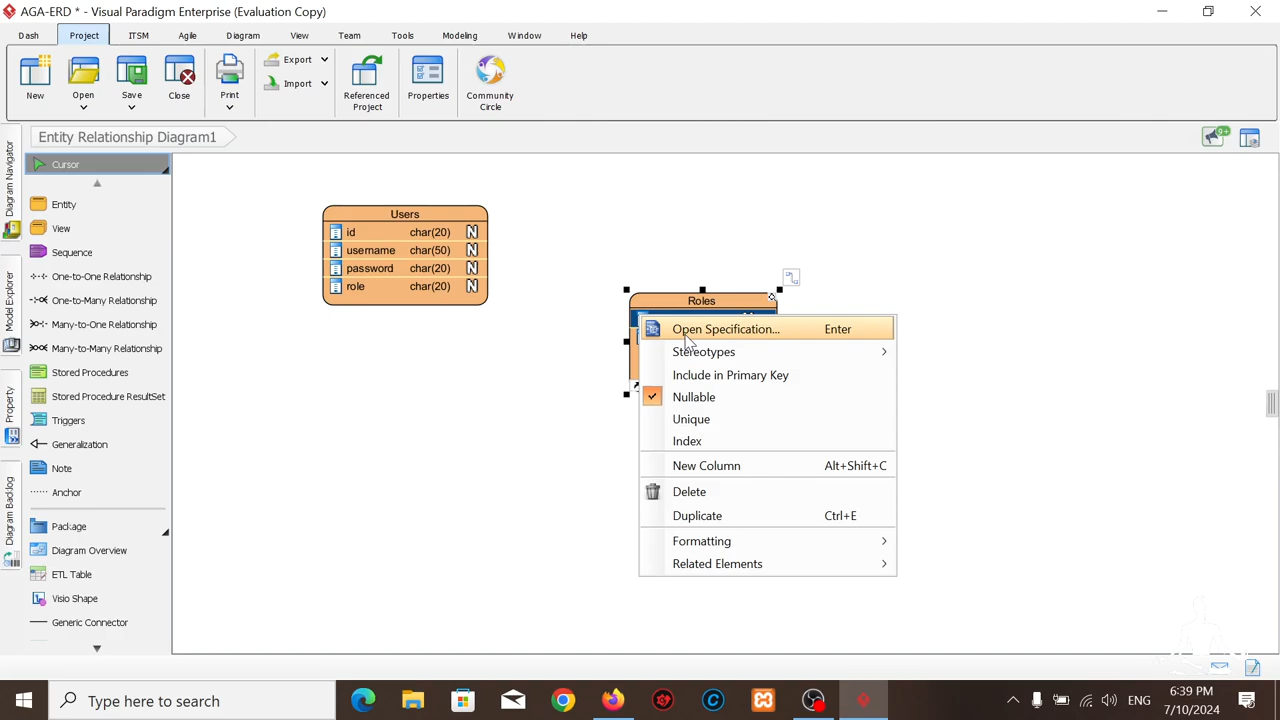 AGA-ERD * - Visual Paradigm Enterprise (Evaluation Copy)
Dash Project ITSM Agile Diagram View Team Tools Modeling Window Help
New Open Save Close Print Export Import Referenced Project Properties Community Circle
Entity Relationship Diagram1
9+
Diagram Navigator
Model Explorer
Property
Diagram Backlog
Cursor
Entity
View
Sequence
One-to-One Relationship
One-to-Many Relationship
Many-to-One Relationship
Many-to-Many Relationship
Stored Procedures
Stored Procedure ResultSet
Triggers
Generalization
Note
Anchor
Package
Diagram Overview
ETL Table
Visio Shape
Generic Connector
Users
id char(20) N
username char(50) N
password char(20) N
role char(20) N
Roles
Open Specification... Enter
Stereotypes
Include in Primary Key
Nullable
Unique
Index
New Column Alt+Shift+C
Delete
Duplicate Ctrl+E
Formatting
Related Elements
Type here to search
ENG
6:39 PM
7/10/2024